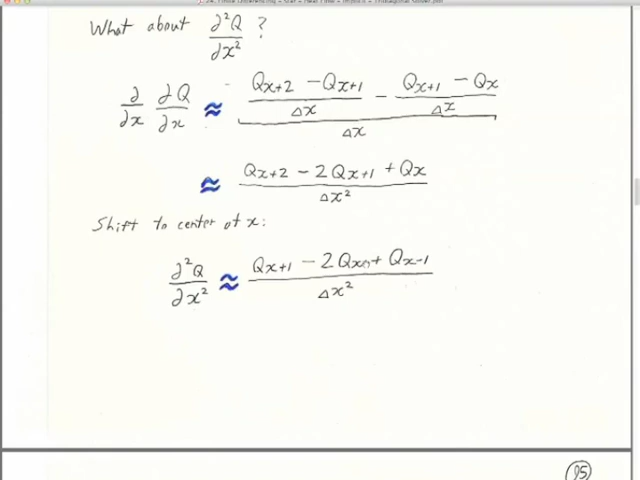 What about ∂²Q/∂x² ?
∂/∂x ∂Q/∂x ≈ ((Qx+2 − Qx+1)/Δx − (Qx+1 − Qx)/Δx)/Δx
≈ (Qx+2 − 2Qx+1 + Qx)/Δx²
Shift to center at x:
∂²Q/∂x² ≈ (Qx+1 − 2Qx + Qx−1)/Δx²